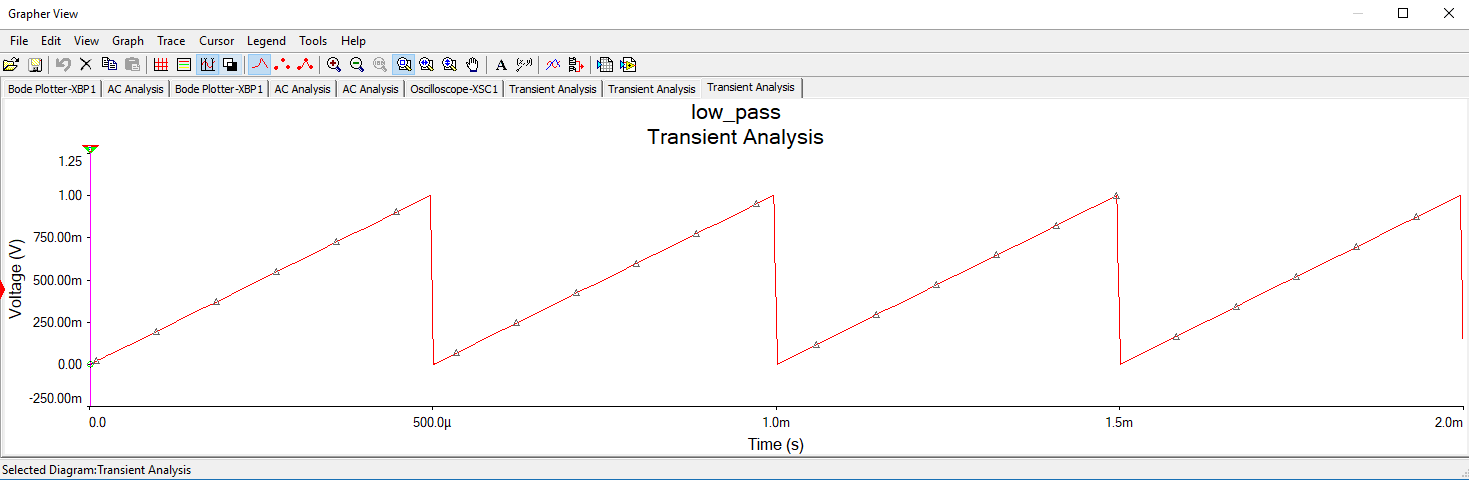 Grapher View
File Edit View Graph Trace Cursor Legend Tools Help
A
Bode Plotter-XBP1 AC Analysis Bode Plotter-XBP1 AC Analysis AC Analysis Oscilloscope-XSC1 Transient Analysis Transient Analysis Transient Analysis
low_pass
Transient Analysis
1.25
1.00
750.00m
500.00m
250.00m
0.00
-250.00m
Voltage (V)
0.0 500.0µ 1.0m 1.5m 2.0m
Time (s)
Selected Diagram:Transient Analysis